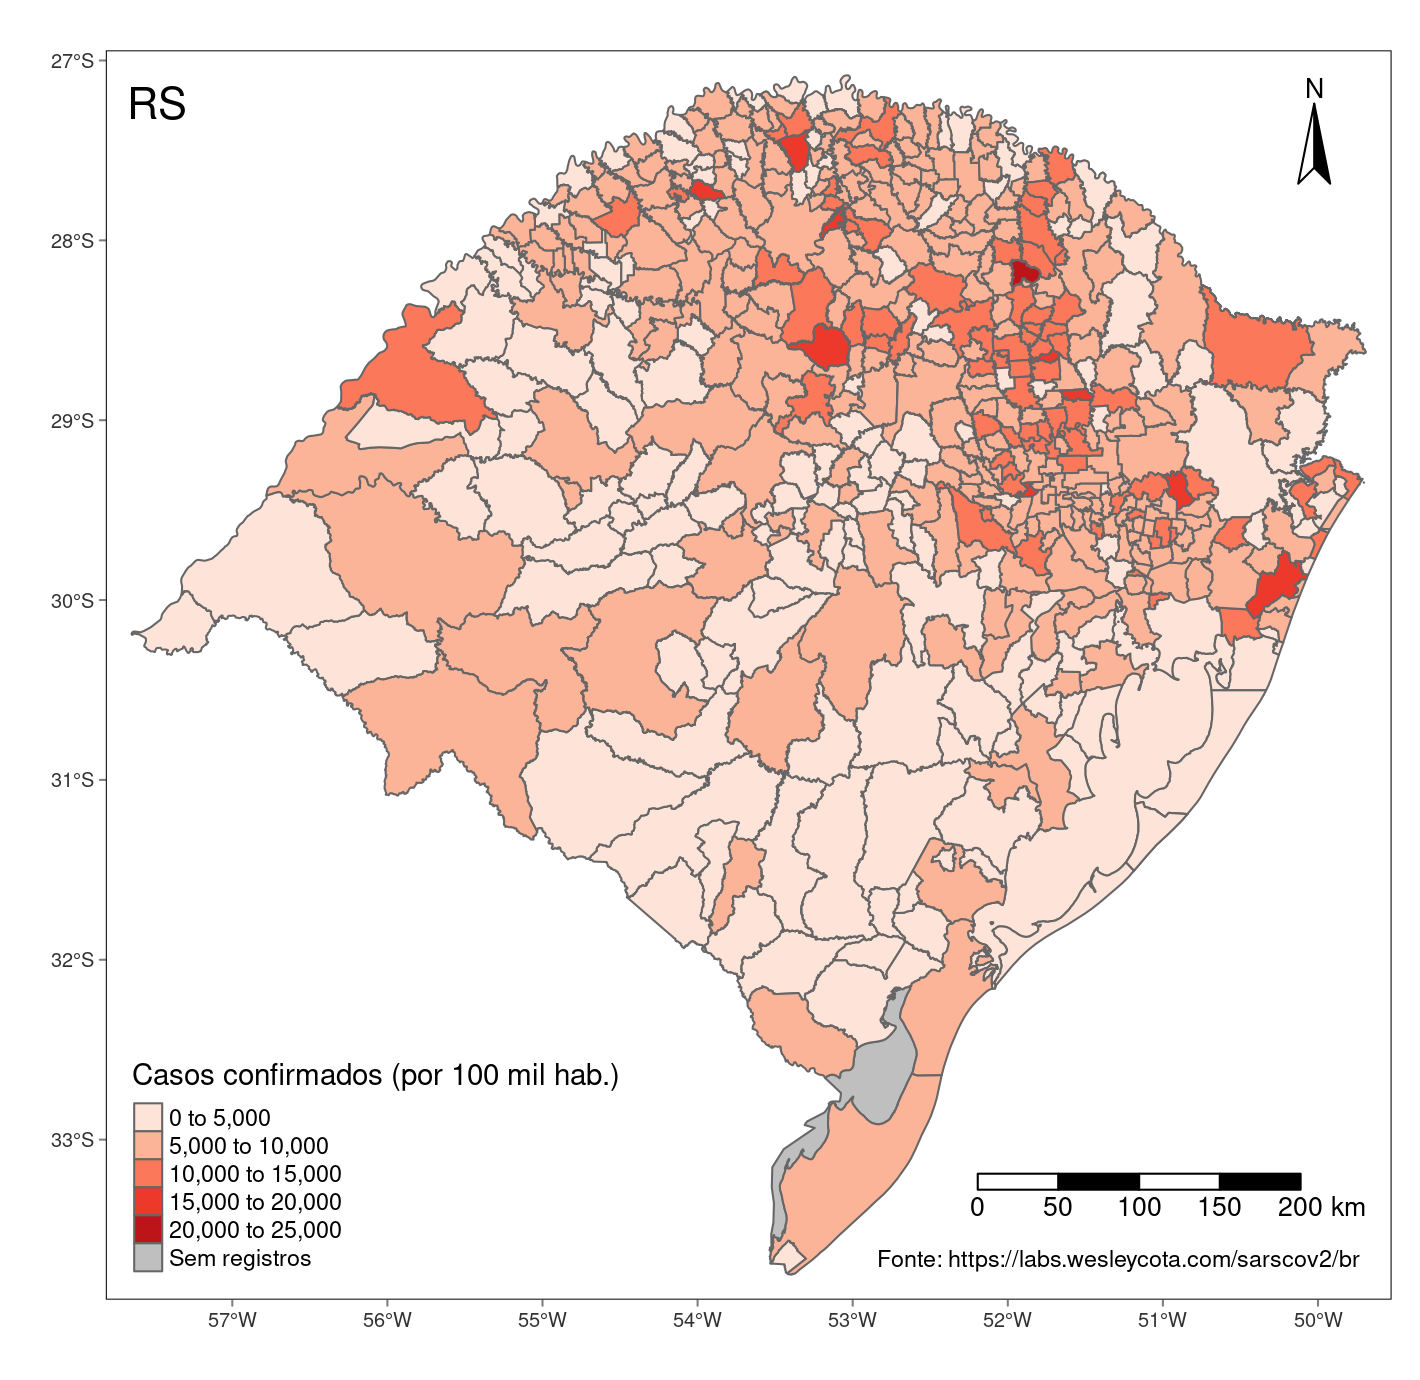 27°S
RS
N
28°S
29°S
30°S
31°S
32°S
33°S
Casos confirmados (por 100 mil hab.)
0 to 5,000
5,000 to 10,000
10,000 to 15,000
15,000 to 20,000
20,000 to 25,000
Sem registros
0 50 100 150 200 km
Fonte: https://labs.wesleycota.com/sarscov2/br
57°W 56°W 55°W 54°W 53°W 52°W 51°W 50°W